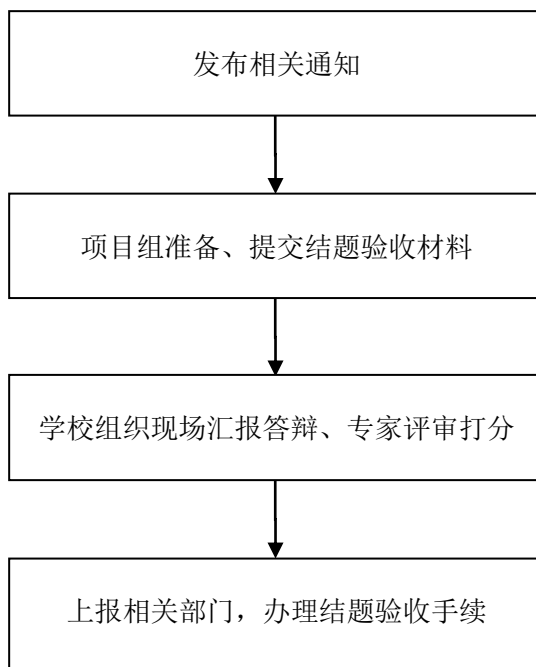 发布相关通知
项目组准备、提交结题验收材料
学校组织现场汇报答辩、专家评审打分
上报相关部门，办理结题验收手续